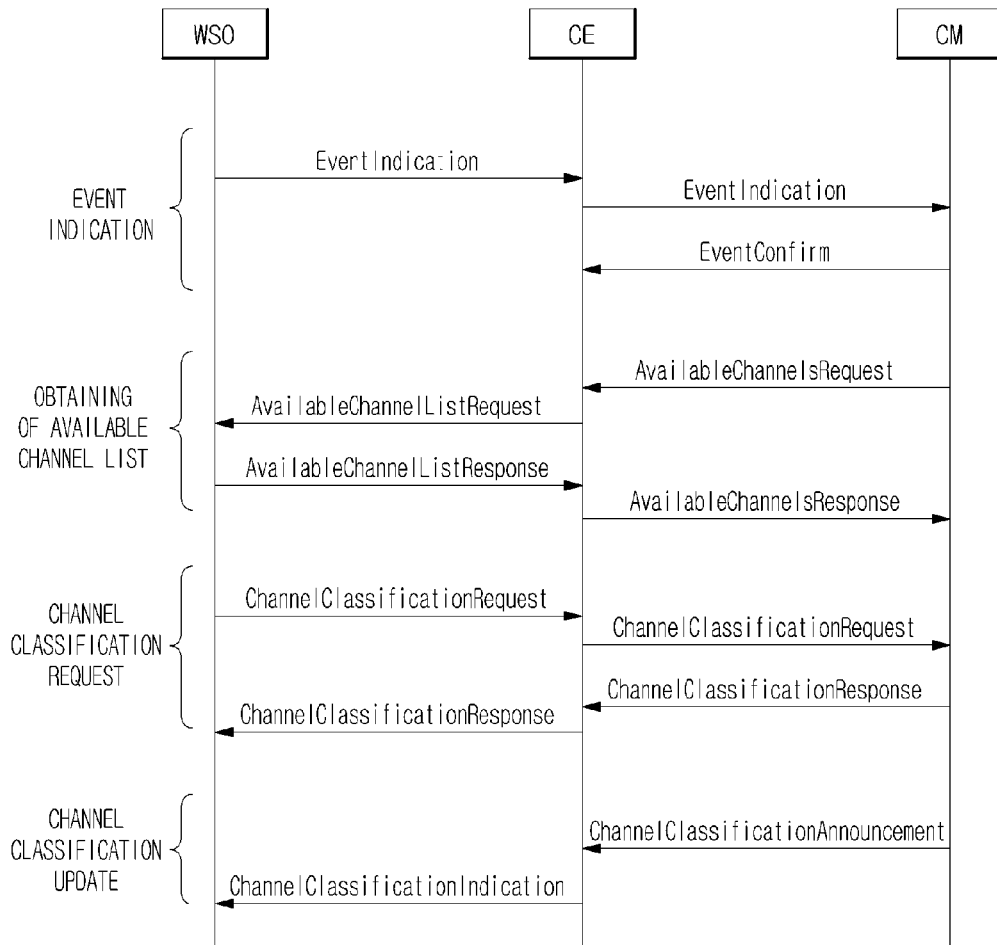 WSO
CE
CM
EVENT
INDICATION
EventIndication
EventIndication
EventConfirm
OBTAINING
OF AVAILABLE
CHANNEL LIST
AvailableChannelsRequest
AvailableChannelListRequest
AvailableChannelListResponse
AvailableChannelsResponse
CHANNEL
CLASSIFICATION
REQUEST
ChannelClassificationRequest
ChannelClassificationRequest
ChannelClassificationResponse
ChannelClassificationResponse
CHANNEL
CLASSIFICATION
UPDATE
ChannelClassificationAnnouncement
ChannelClassificationIndication